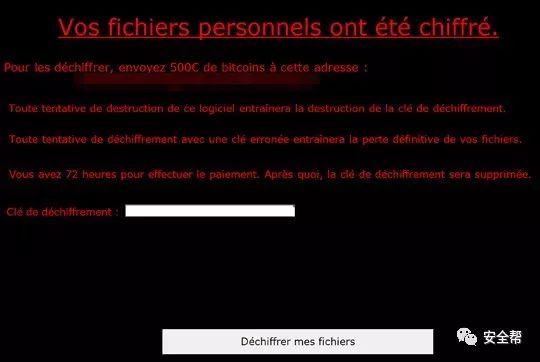 Vos fichiers personnels ont été chiffré.
Pour les déchiffrer, envoyez 500€ de bitcoins à cette adresse :
Toute tentative de destruction de ce logiciel entraînera la destruction de la clé de déchiffrement.
Toute tentative de déchiffrement avec une clé erronée entraînera la perte définitive de vos fichiers.
Vous avez 72 heures pour effectuer le paiement. Après quoi, la clé de déchiffrement sera supprimée.
Clé de déchiffrement :
Déchiffrer mes fichiers
安全帮